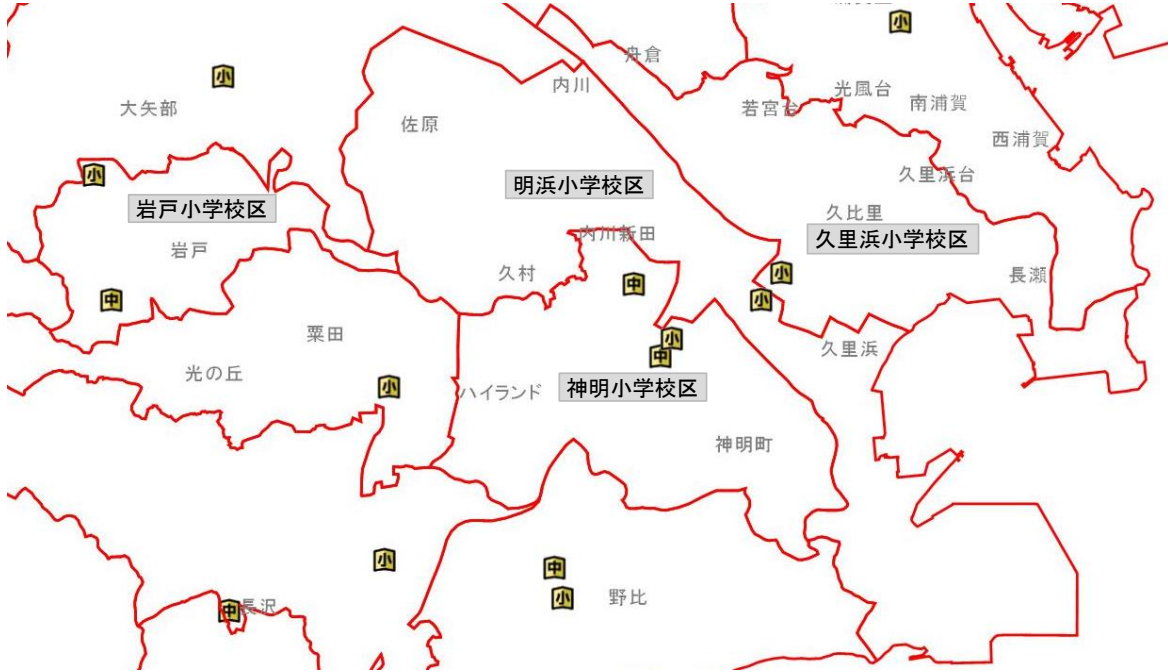 小
舟倉
小
内川
光風台
大矢部
若宮台
南浦賀
佐原
西浦賀
小
久里浜台
明浜小学校区
岩戸小学校区
久比里
内川新田
久里浜小学校区
岩戸
久村
小
長瀬
中
中
小
粟田
小
久里浜
中
光の丘
小
ハイランド
神明小学校区
神明町
小
中
小
野比
中
長沢